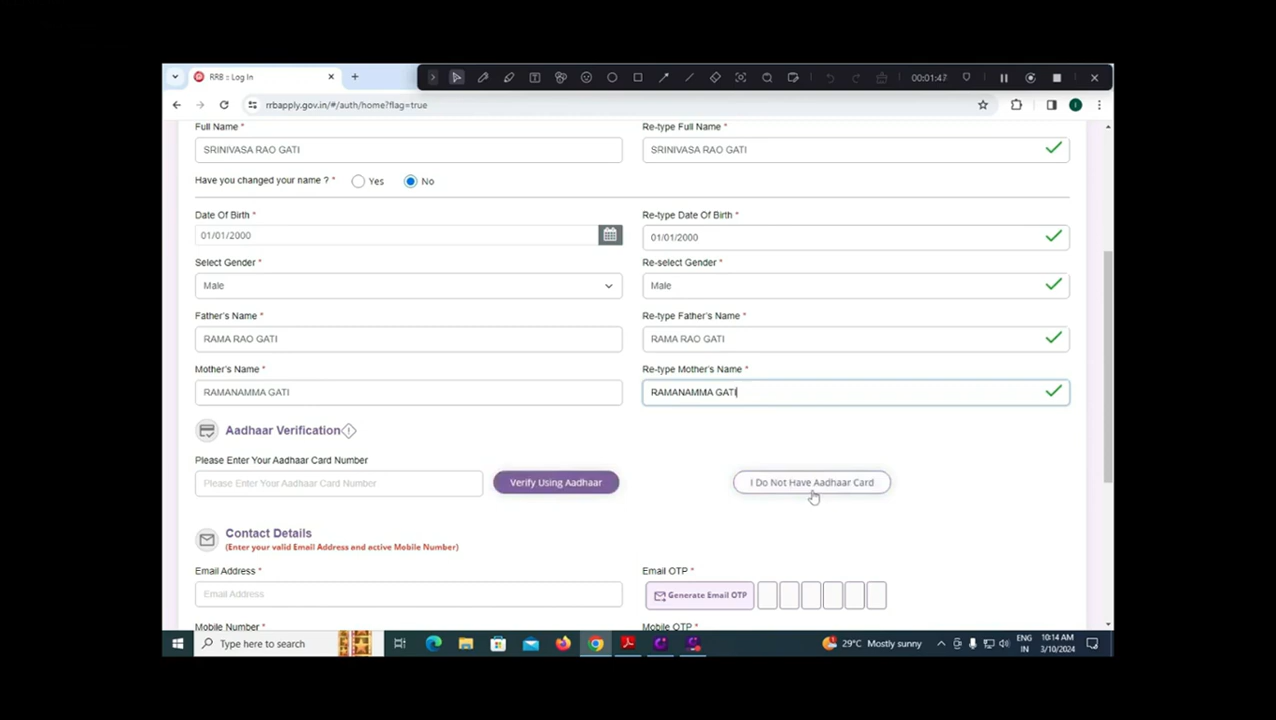 RRB :: Log In
00:01:47
rrbapply.gov.in/#/auth/home?flag=true
Full Name *
Re-type Full Name *
SRINIVASA RAO GATI
SRINIVASA RAO GATI
Have you changed your name ? *
Yes
No
Date Of Birth *
Re-type Date Of Birth *
01/01/2000
01/01/2000
Select Gender *
Re-select Gender *
Male
Male
Father's Name *
Re-type Father's Name *
RAMA RAO GATI
RAMA RAO GATI
Mother's Name *
Re-type Mother's Name *
RAMANAMMA GATI
RAMANAMMA GATI
Aadhaar Verification
Please Enter Your Aadhaar Card Number
Please Enter Your Aadhaar Card Number
Verify Using Aadhaar
I Do Not Have Aadhaar Card
Contact Details
(Enter your valid Email Address and active Mobile Number)
Email Address *
Email OTP *
Email Address
Generate Email OTP
Mobile Number *
Mobile OTP *
Type here to search
29°C Mostly sunny
ENG
IN
10:14 AM
3/10/2024